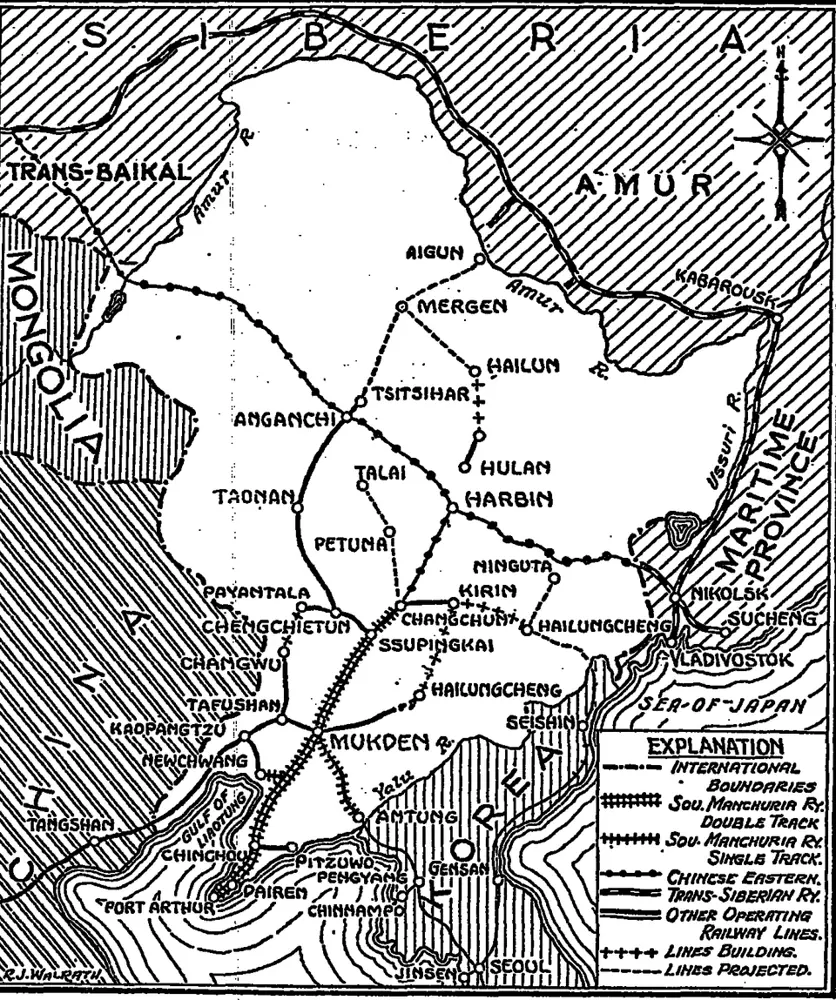 SIBERIA
TRANS-BAIKAL
Amur R.
AMUR
N
MONGOLIA
AIGUN
Amur R.
KABAROVSK
MERGEN
HAILUN
TSITSIHAR
ANGANCHI
HULAN
Ussuri R.
MARITIME
PROVINCE
TALAI
HARBIN
TAONAN
PETUNA
NINGUTA
PAYANTALA
KIRIN
NIKOLSK
CHENGCHIETUN
CHANGCHUN
HAILUNGCHENG
SUCHENG
SSUPINGKAI
CHANGWU
VLADIVOSTOK
CHINA
HAILUNGCHENG
SEA-OF-JAPAN
TAFUSHAN
SEISHIN
KAOPANGTZU
MUKDEN
NEWCHWANG
Yalu R.
KOREA
GULF OF
LIAOTUNG
TANGSHAN
ANTUNG
CHINCHOU
PITZUWO
PENGYANG
GENSAN
DAIREN
PORT ARTHUR
CHINNAMPO
JINSEN
SEOUL
R.J. WALRATH.
EXPLANATION
INTERNATIONAL
BOUNDARIES
SOU. MANCHURIA RY.
DOUBLE TRACK
SOU. MANCHURIA RY.
SINGLE TRACK.
CHINESE EASTERN.
TRANS-SIBERIAN RY.
OTHER OPERATING
RAILWAY LINES.
LINES BUILDING.
LINES PROJECTED.